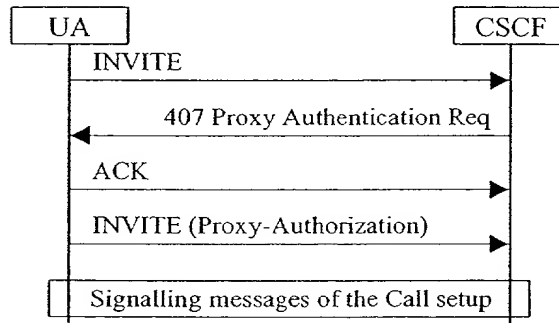 UA CSCF
INVITE
407 Proxy Authentication Req
ACK
INVITE (Proxy-Authorization)
Signalling messages of the Call setup